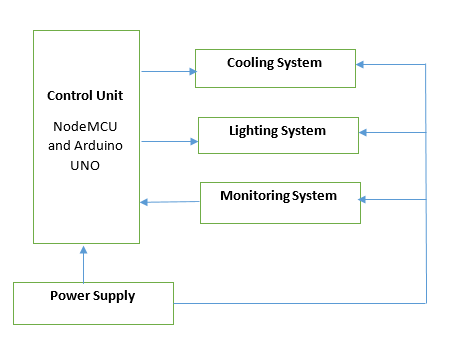 Control Unit
NodeMCU
and Arduino
UNO
Cooling System
Lighting System
Monitoring System
Power Supply